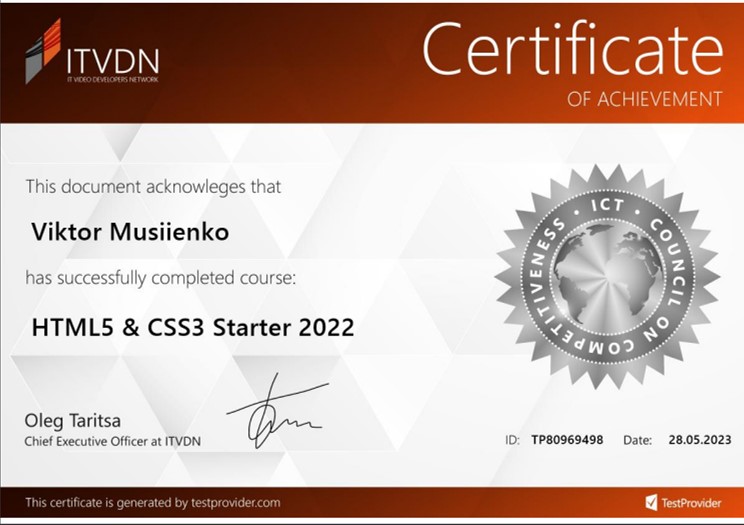 ITVDN
IT VIDEO DEVELOPERS NETWORK
Certificate
OF ACHIEVEMENT
This document acknowleges that
Viktor Musiienko
has successfully completed course:
HTML5 & CSS3 Starter 2022
ICT · COUNCIL ON COMPETITIVENESS ·
Oleg Taritsa
Chief Executive Officer at ITVDN
ID: TP80969498 Date: 28.05.2023
This certificate is generated by testprovider.com
TestProvider